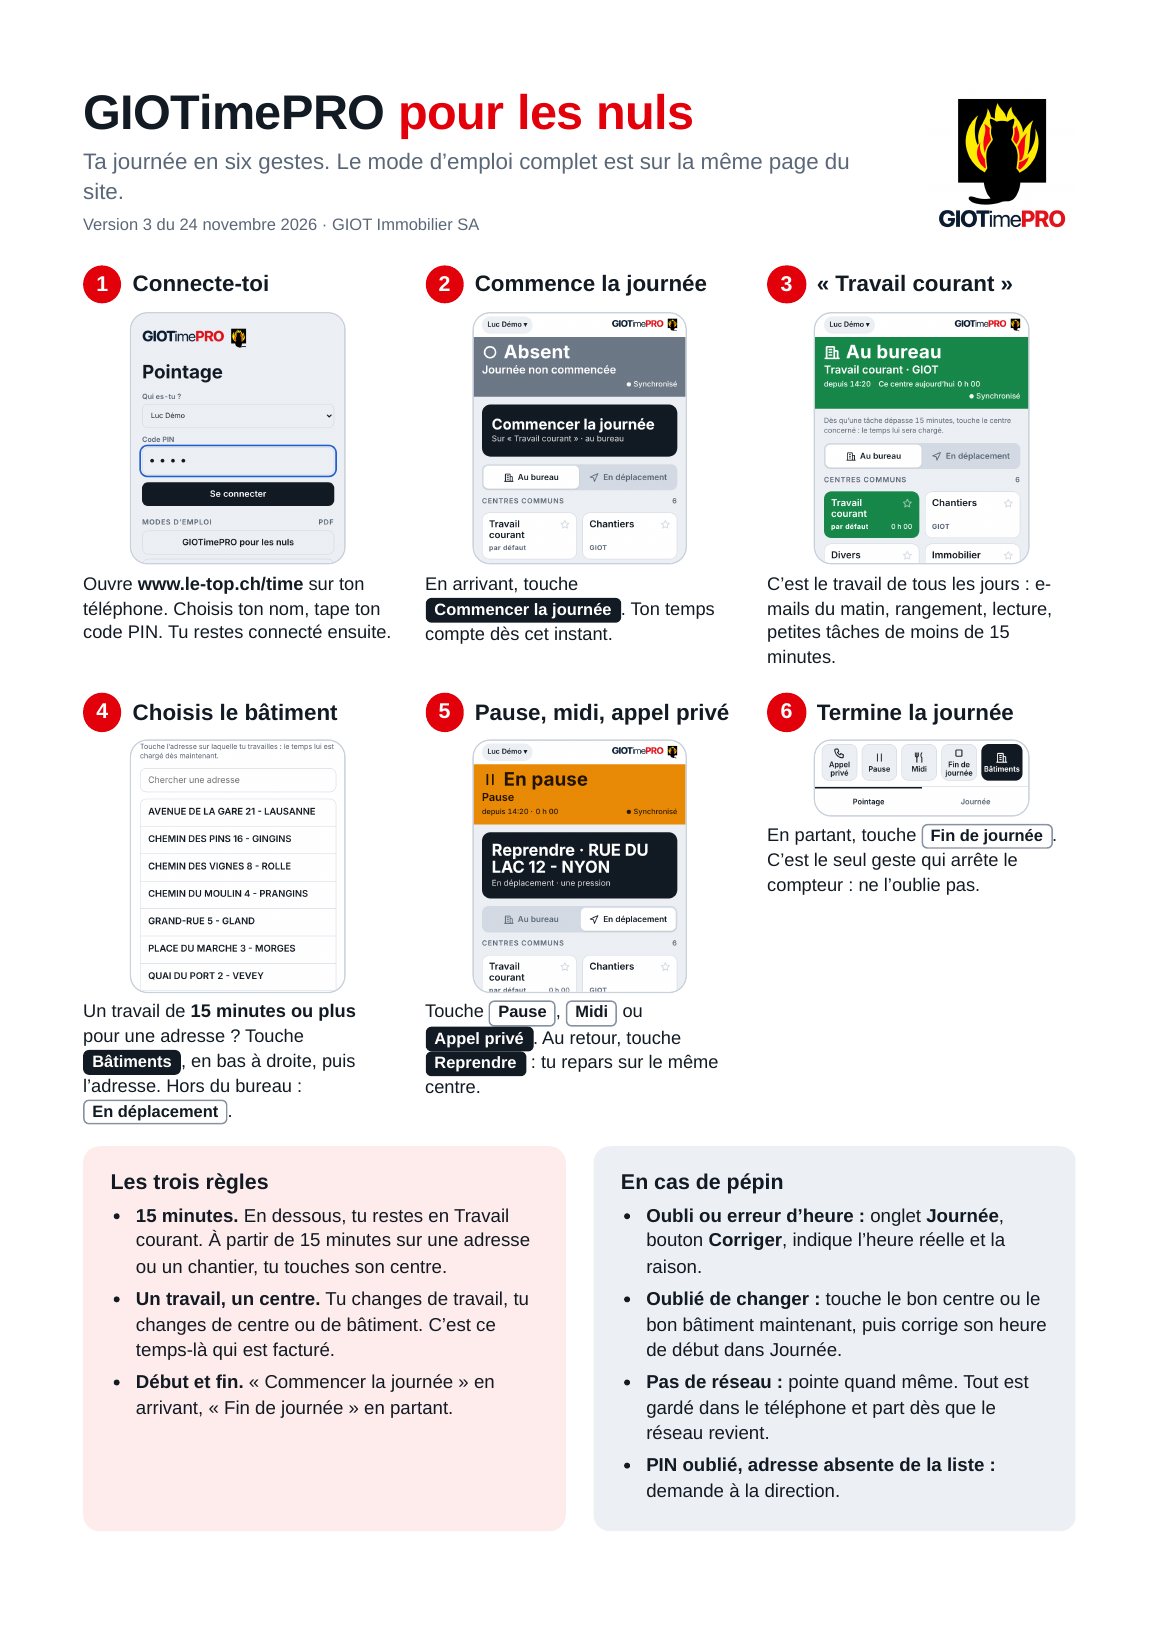 GIOTimePRO pour les nuls
Ta journée en six gestes. Le mode d’emploi complet est sur la même page du
site.
Version 3 du 24 novembre 2026 · GIOT Immobilier SA
GIOTimePRO
1 Connecte-toi
GIOTimePRO
Pointage
Qui es-tu ?
Luc Démo
Code PIN
• • • •
Se connecter
MODES D’EMPLOI PDF
GIOTimePRO pour les nuls
Ouvre www.le-top.ch/time sur ton
téléphone. Choisis ton nom, tape ton
code PIN. Tu restes connecté ensuite.
2 Commence la journée
Luc Démo ▾ GIOTimePRO
Absent
Journée non commencée
● Synchronisé
Commencer la journée
Sur « Travail courant » · au bureau
Au bureau En déplacement
CENTRES COMMUNS 6
Travail Chantiers
courant
par défaut GIOT
En arrivant, touche
Commencer la journée. Ton temps
compte dès cet instant.
3 « Travail courant »
Luc Démo ▾ GIOTimePRO
Au bureau
Travail courant · GIOT
depuis 14:20 Ce centre aujourd’hui 0 h 00
● Synchronisé
Dès qu’une tâche dépasse 15 minutes, touche le centre
concerné : le temps lui sera chargé.
Au bureau En déplacement
CENTRES COMMUNS 6
Travail Chantiers
courant
par défaut 0 h 00 GIOT
Divers Immobilier
C’est le travail de tous les jours : e-
mails du matin, rangement, lecture,
petites tâches de moins de 15
minutes.
4 Choisis le bâtiment
Touche l’adresse sur laquelle tu travailles : le temps lui est
chargé dès maintenant.
Chercher une adresse
AVENUE DE LA GARE 21 - LAUSANNE
CHEMIN DES PINS 16 - GINGINS
CHEMIN DES VIGNES 8 - ROLLE
CHEMIN DU MOULIN 4 - PRANGINS
GRAND-RUE 5 - GLAND
PLACE DU MARCHE 3 - MORGES
QUAI DU PORT 2 - VEVEY
Un travail de 15 minutes ou plus
pour une adresse ? Touche
Bâtiments, en bas à droite, puis
l’adresse. Hors du bureau :
En déplacement.
5 Pause, midi, appel privé
Luc Démo ▾ GIOTimePRO
En pause
Pause
depuis 14:20 · 0 h 00 ● Synchronisé
Reprendre · RUE DU
LAC 12 - NYON
En déplacement · une pression
Au bureau En déplacement
CENTRES COMMUNS 6
Travail Chantiers
courant
par défaut 0 h 00 GIOT
Touche Pause, Midi ou
Appel privé. Au retour, touche
Reprendre : tu repars sur le même
centre.
6 Termine la journée
Appel privé Pause Midi Fin de journée Bâtiments
Pointage Journée
En partant, touche Fin de journée.
C’est le seul geste qui arrête le
compteur : ne l’oublie pas.
Les trois règles
• 15 minutes. En dessous, tu restes en Travail
courant. À partir de 15 minutes sur une adresse
ou un chantier, tu touches son centre.
• Un travail, un centre. Tu changes de travail, tu
changes de centre ou de bâtiment. C’est ce
temps-là qui est facturé.
• Début et fin. « Commencer la journée » en
arrivant, « Fin de journée » en partant.
En cas de pépin
• Oubli ou erreur d’heure : onglet Journée,
bouton Corriger, indique l’heure réelle et la
raison.
• Oublié de changer : touche le bon centre ou le
bon bâtiment maintenant, puis corrige son heure
de début dans Journée.
• Pas de réseau : pointe quand même. Tout est
gardé dans le téléphone et part dès que le
réseau revient.
• PIN oublié, adresse absente de la liste :
demande à la direction.